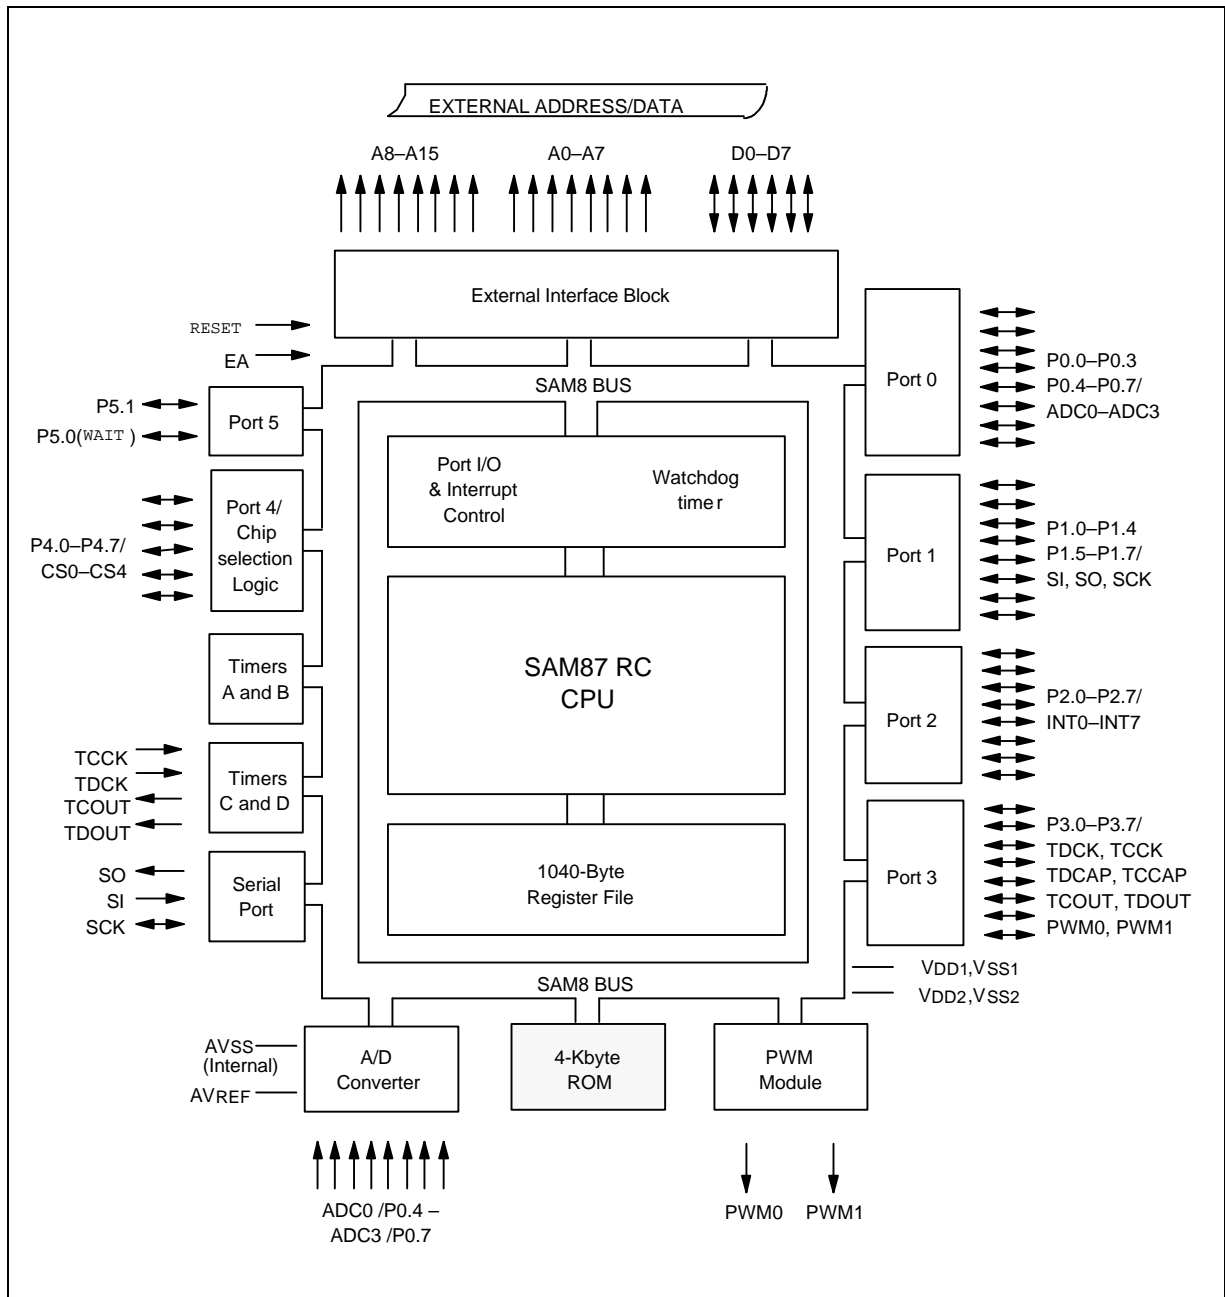 EXTERNAL ADDRESS/DATA
A8–A15
A0–A7
D0–D7
External Interface Block
RESET
EA
SAM8 BUS
P5.1
P5.0(WAIT )
Port 5
Port 0
P0.0–P0.3
P0.4–P0.7/
ADC0–ADC3
Port I/O
& Interrupt
Control
Watchdog
timer
P4.0–P4.7/
CS0–CS4
Port 4/
Chip
selection
Logic
Port 1
P1.0–P1.4
P1.5–P1.7/
SI, SO, SCK
Timers
A and B
SAM87 RC
CPU
Port 2
P2.0–P2.7/
INT0–INT7
TCCK
TDCK
TCOUT
TDOUT
Timers
C and D
Port 3
P3.0–P3.7/
TDCK, TCCK
TDCAP, TCCAP
TCOUT, TDOUT
PWM0, PWM1
SO
SI
SCK
Serial
Port
1040-Byte
Register File
VDD1,VSS1
VDD2,VSS2
SAM8 BUS
AVSS
(Internal)
AVREF
A/D
Converter
4-Kbyte
ROM
PWM
Module
ADC0 /P0.4 –
ADC3 /P0.7
PWM0
PWM1